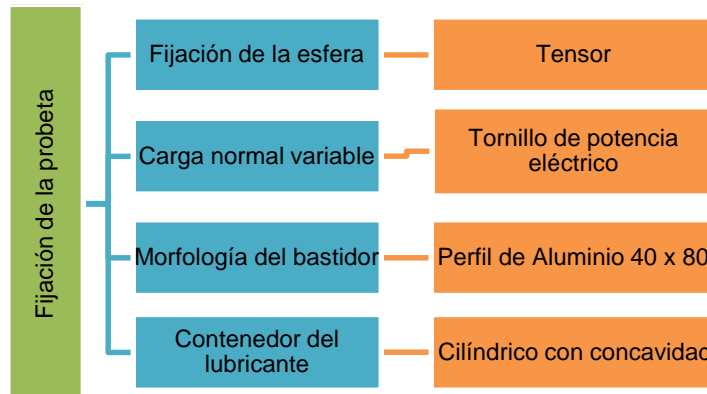 Fijación de la probeta
Fijación de la esfera
Tensor
Carga normal variable
Tornillo de potencia
eléctrico
Morfología del bastidor
Perfil de Aluminio 40 x 80
Contenedor del
lubricante
Cilíndrico con concavidad